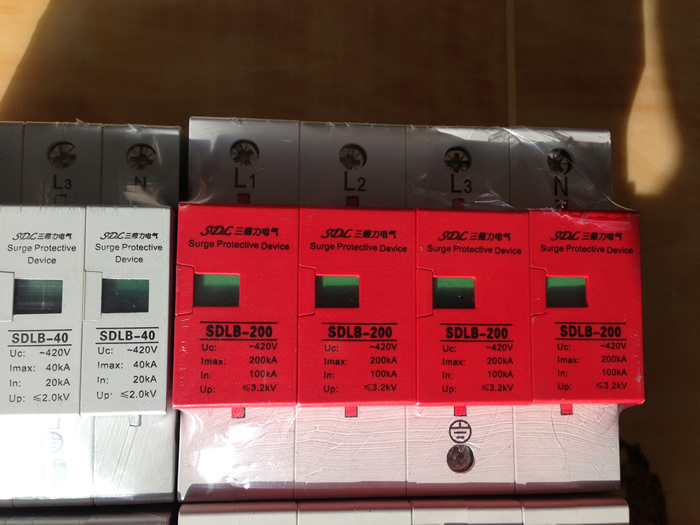 L3
N
Surge Protective
Device
SDLB-40
Uc: ~420V
Imax: 40kA
In: 20kA
Up: ≤2.0kV
SDL 三德力电气
Surge Protective
Device
SDLB-40
Uc: ~420V
Imax: 40kA
In: 20kA
Up: ≤2.0kV
L1
L2
L3
N
SDL 三德力电气
Surge Protective Device
SDLB-200
Uc: ~420V
Imax: 200kA
In: 100kA
Up: ≤3.2kV
SDL 三德力电气
Surge Protective Device
SDLB-200
Uc: ~420V
Imax: 200kA
In: 100kA
Up: ≤3.2kV
SDL 三德力电气
Surge Protective Device
SDLB-200
Uc: ~420V
Imax: 200kA
In: 100kA
Up: ≤3.2kV
SDL 三德力电气
Surge Protective Device
SDLB-200
Uc: ~420V
Imax: 200kA
In: 100kA
Up: ≤3.2kV